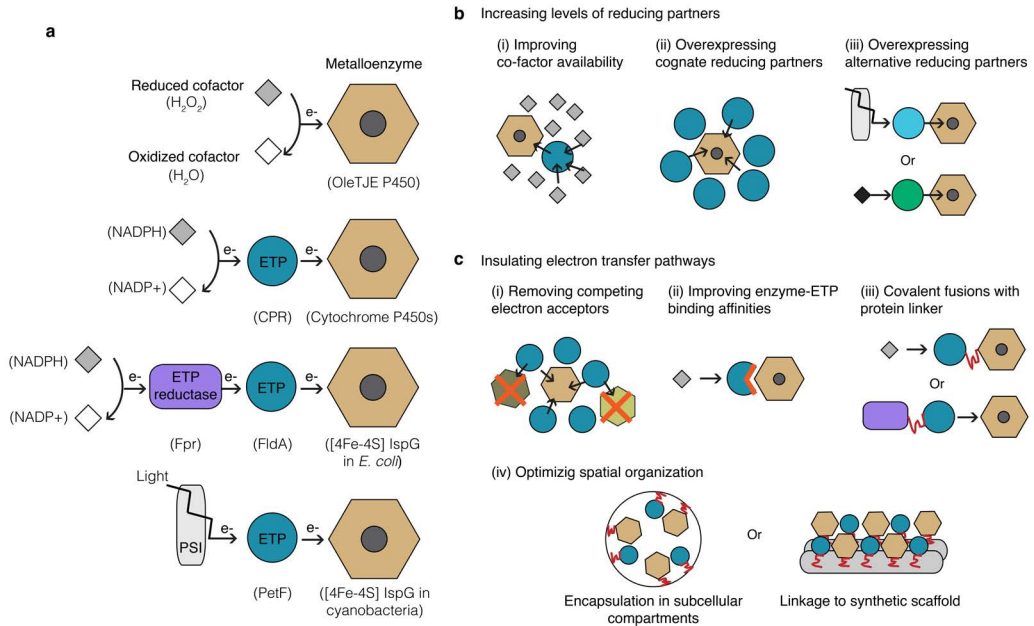 a
Metalloenzyme
Reduced cofactor
(H2O2)
e-
Oxidized cofactor
(H2O)
(OleTJE P450)
(NADPH)
e-
ETP
e-
(NADP+)
(CPR)
(Cytochrome P450s)
(NADPH)
e-
ETP
reductase
e-
ETP
e-
(NADP+)
(Fpr)
(FldA)
([4Fe-4S] IspG
in E. coli)
Light
PSI
e-
ETP
e-
(PetF)
([4Fe-4S] IspG in
cyanobacteria)
b Increasing levels of reducing partners
(i) Improving
co-factor availability
(ii) Overexpressing
cognate reducing partners
(iii) Overexpressing
alternative reducing partners
Or
c Insulating electron transfer pathways
(i) Removing competing
electron acceptors
(ii) Improving enzyme-ETP
binding affinities
(iii) Covalent fusions with
protein linker
Or
(iv) Optimizig spatial organization
Or
Encapsulation in subcellular
compartments
Linkage to synthetic scaffold